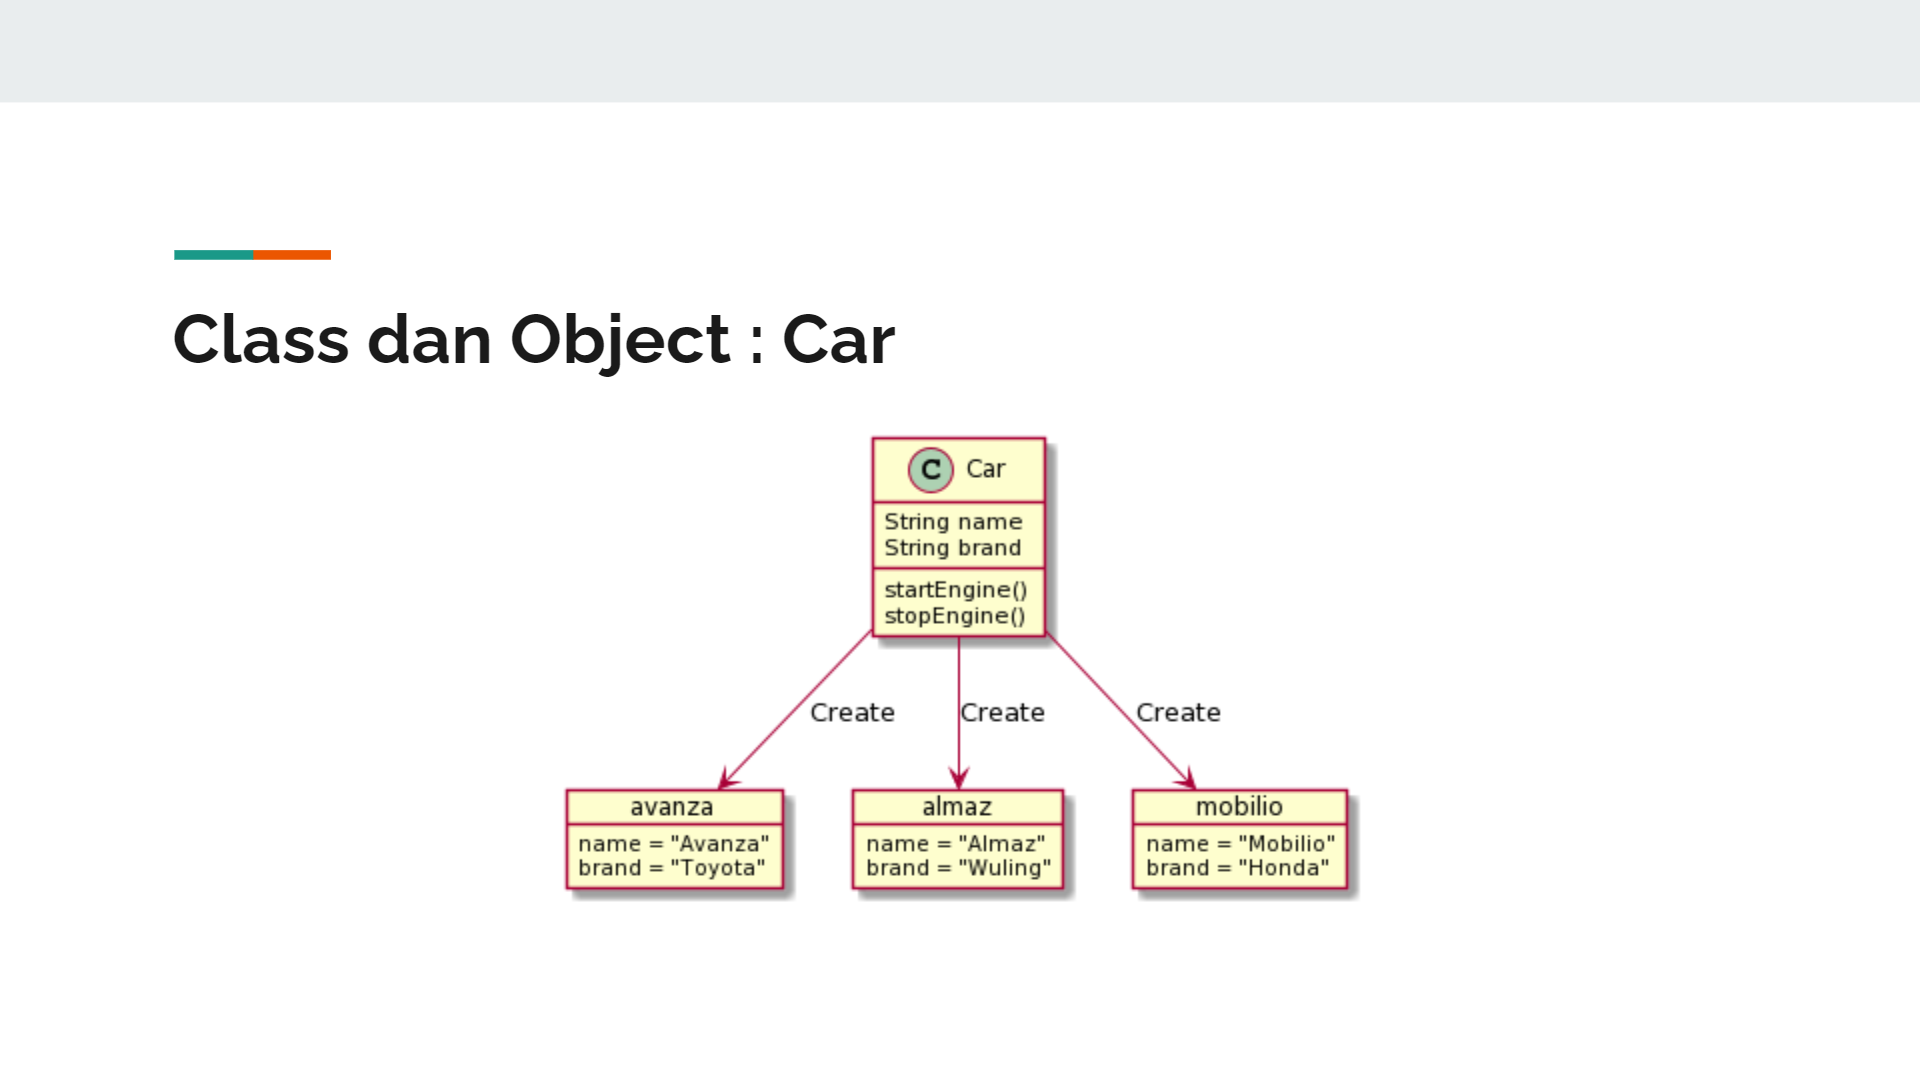 Class dan Object : Car
C Car
String name
String brand
startEngine()
stopEngine()
Create Create Create
avanza
name = "Avanza"
brand = "Toyota"
almaz
name = "Almaz"
brand = "Wuling"
mobilio
name = "Mobilio"
brand = "Honda"